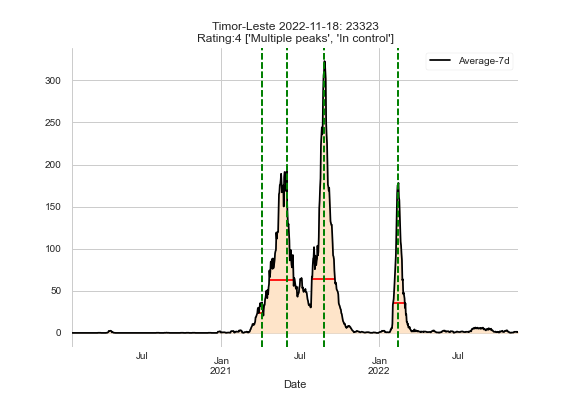 Timor-Leste 2022-11-18: 23323
Rating:4 ['Multiple peaks', 'In control']
Average-7d
300
250
200
150
100
50
0
Jul
Jan
2021
Jul
Jan
2022
Jul
Date